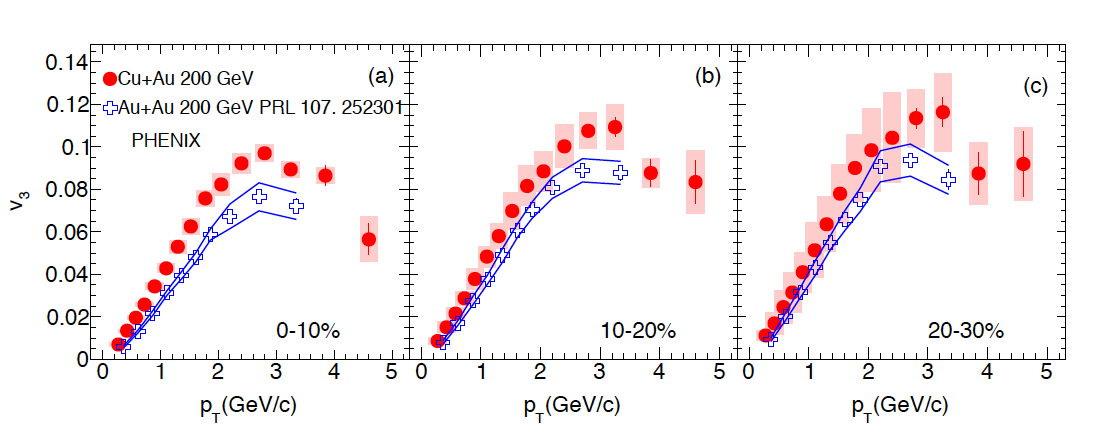 0.14
0.12
0.1
0.08
0.06
0.04
0.02
0
v3
Cu+Au 200 GeV
Au+Au 200 GeV PRL 107. 252301
PHENIX
(a)
(b)
(c)
0-10%
10-20%
20-30%
0 1 2 3 4 5
0 1 2 3 4 5
0 1 2 3 4 5
pT(GeV/c)
pT(GeV/c)
pT(GeV/c)